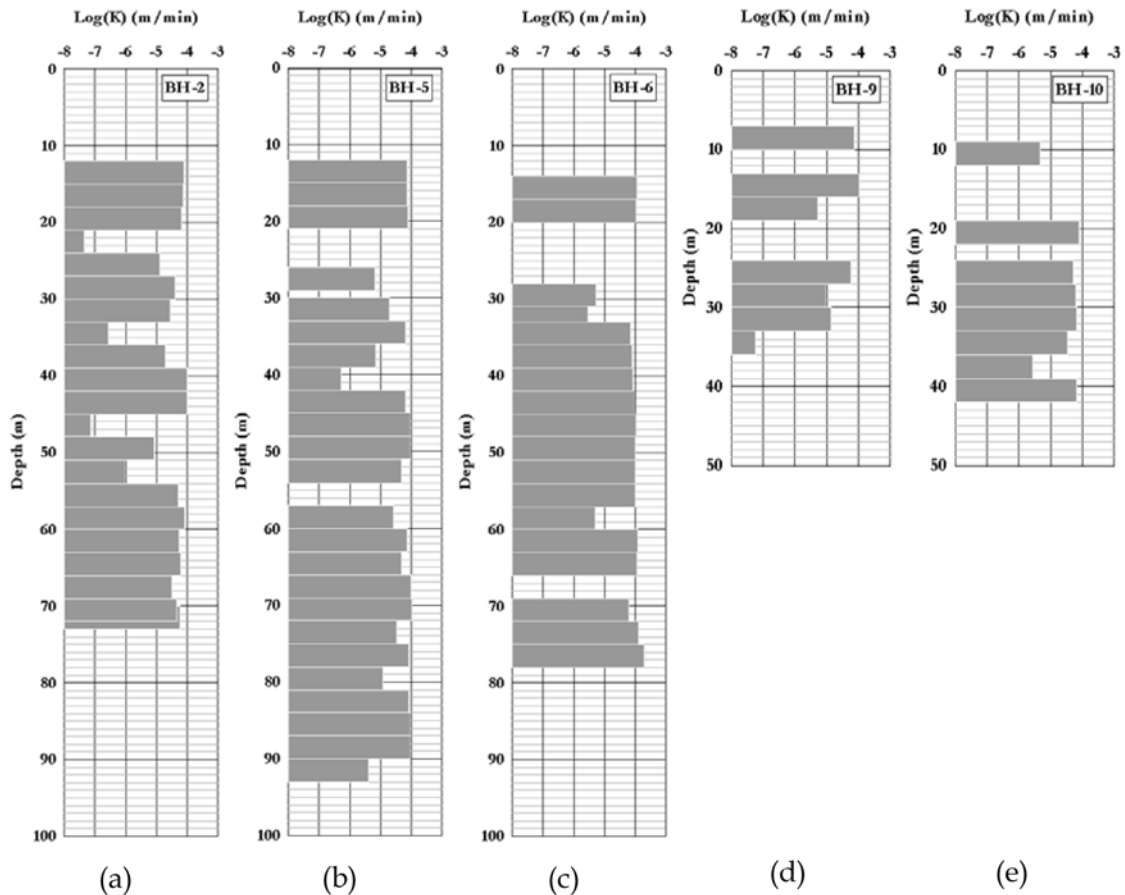 Log(K) (m/min) Log(K) (m/min) Log(K) (m/min) Log(K) (m/min) Log(K) (m/min)
-8 -7 -6 -5 -4 -3 -8 -7 -6 -5 -4 -3 -8 -7 -6 -5 -4 -3 -8 -7 -6 -5 -4 -3 -8 -7 -6 -5 -4 -3
0 0 0 0 0
BH-2 BH-5 BH-6 BH-9 BH-10
10 10 10 10 10
20 20 20 20 20
Depth (m) Depth (m)
30 30 30 30 30
40 40 40 40 40
Depth (m) Depth (m) Depth (m)
50 50 50 50 50
60 60 60
70 70 70
80 80 80
90 90 90
100 100 100
(a) (b) (c) (d) (e)